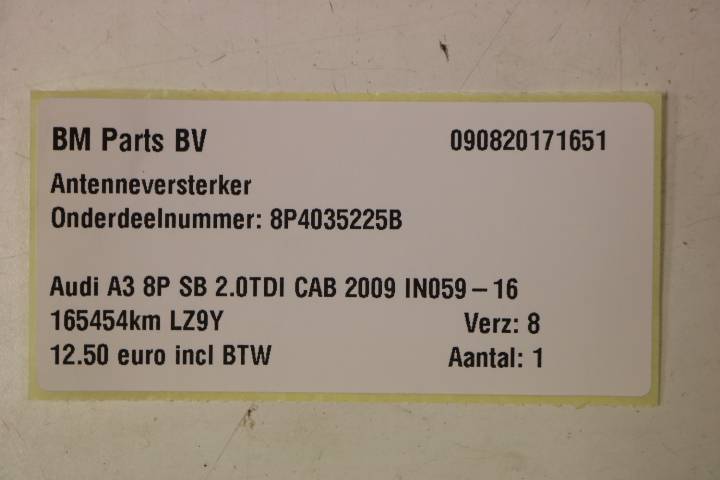 BM Parts BV 090820171651
Antenneversterker
Onderdeelnummer: 8P4035225B
Audi A3 8P SB 2.0TDI CAB 2009 IN059-16
165454km LZ9Y Verz: 8
12.50 euro incl BTW Aantal: 1